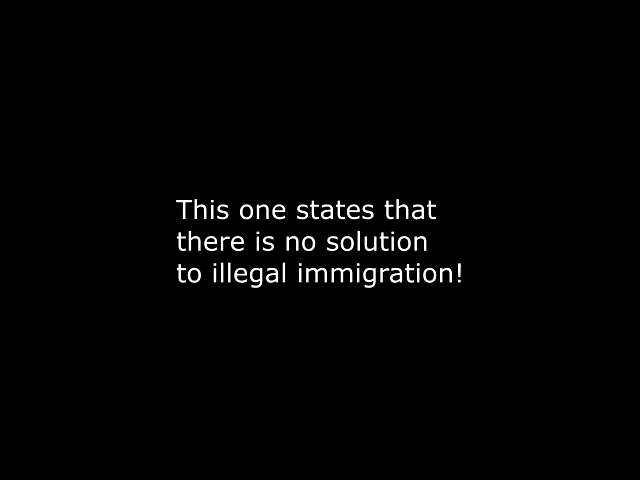 This one states that
there is no solution
to illegal immigration!